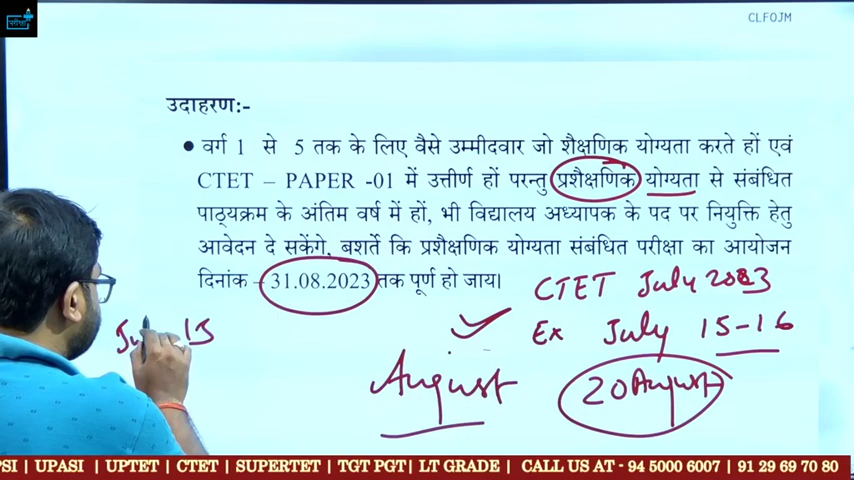 परीक्षा
CLFOJM
उदाहरण:-
• वर्ग 1 से 5 तक के लिए वैसे उम्मीदवार जो शैक्षणिक योग्यता करते हों एवं
CTET – PAPER -01 में उत्तीर्ण हों परन्तु प्रशैक्षणिक योग्यता से संबंधित
पाठ्यक्रम के अंतिम वर्ष में हों, भी विद्यालय अध्यापक के पद पर नियुक्ति हेतु
आवेदन दे सकेंगे, बशर्ते कि प्रशैक्षणिक योग्यता संबंधित परीक्षा का आयोजन
दिनांक – 31.08.2023 तक पूर्ण हो जाय।
CTET July 2023
Ex July 15-16
15
August
20 August
PSI | UPASI | UPTET | CTET | SUPERTET | TGT PGT| LT GRADE | CALL US AT - 94 5000 6007 | 91 29 69 70 80